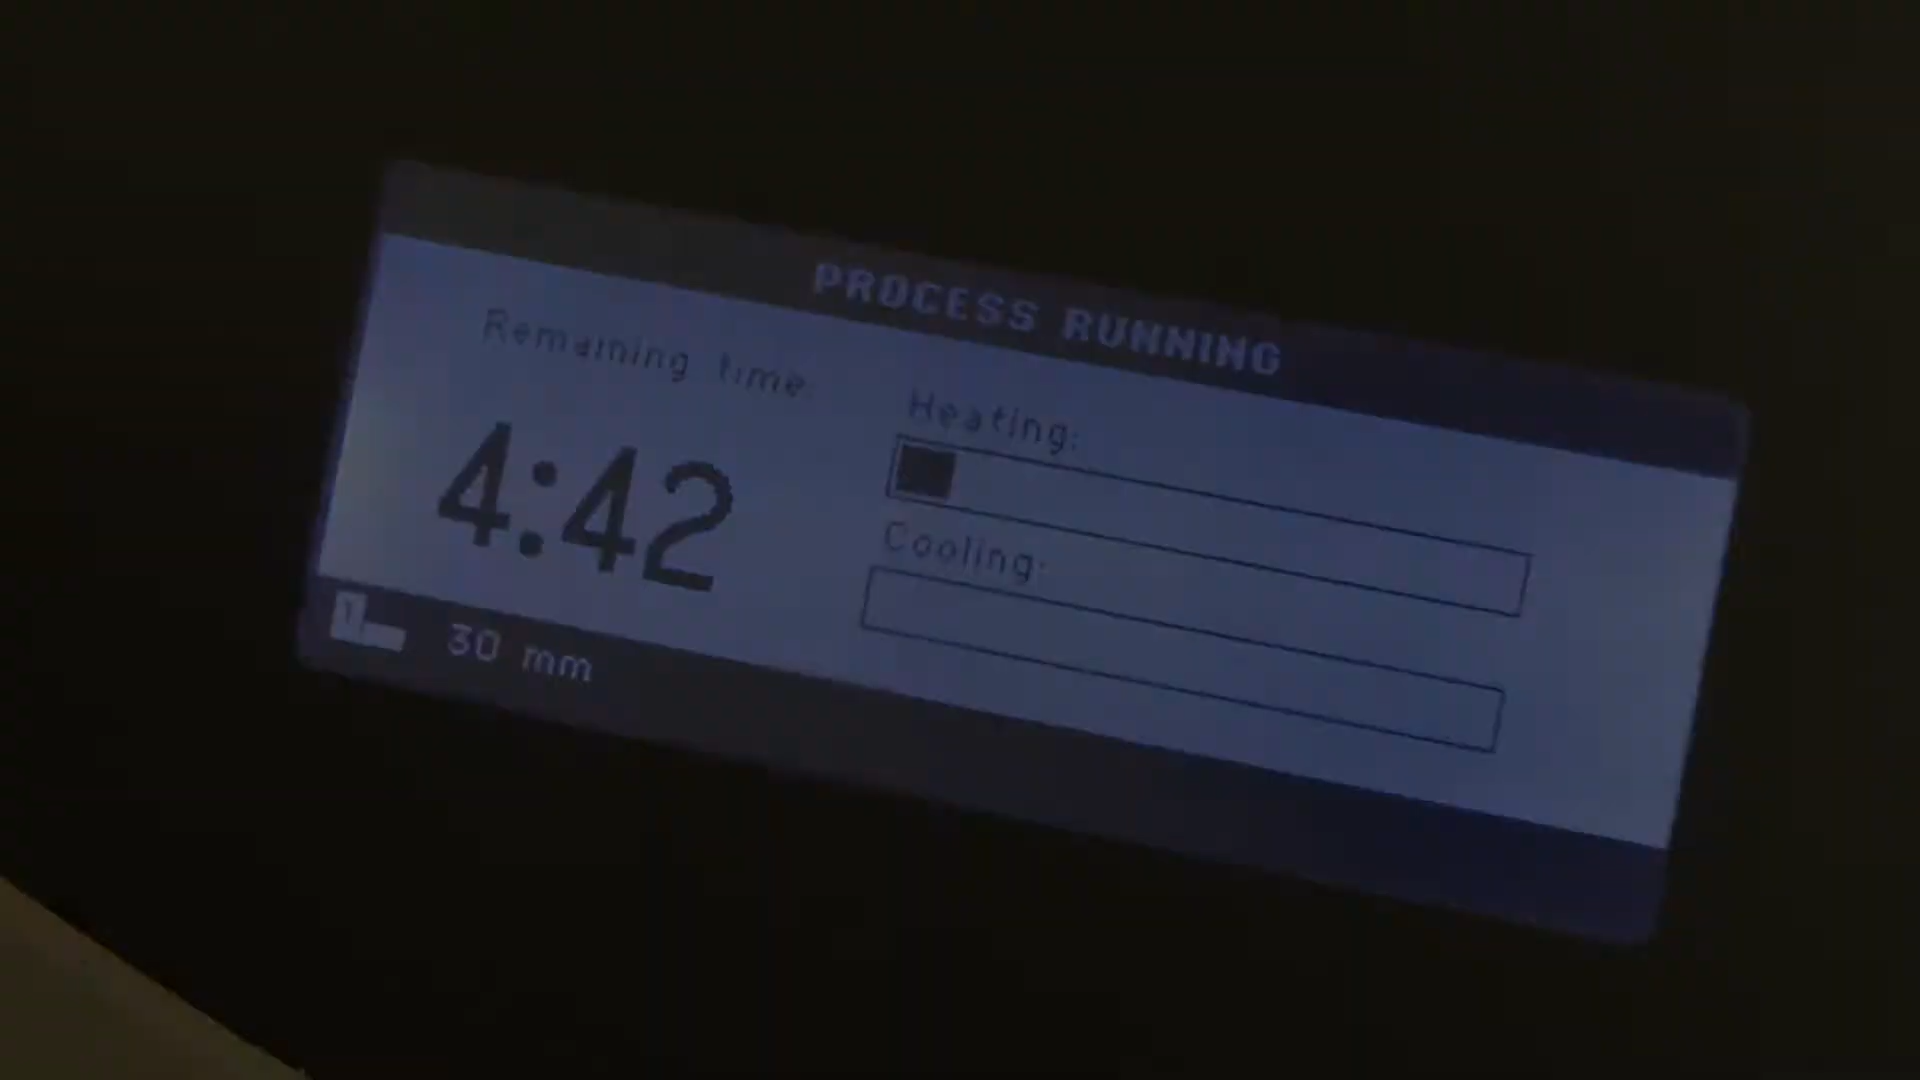 PROCESS RUNNING
Remaining time:
4:42
Heating:
Cooling:
30 mm